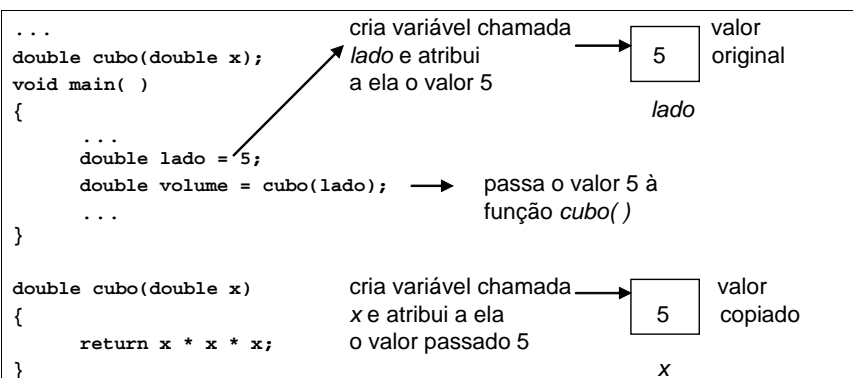 ...
double cubo(double x);
void main( )
{
...
double lado = 5;
double volume = cubo(lado);
...
}
cria variável chamada
lado e atribui
a ela o valor 5
5
valor
original
lado
passa o valor 5 à
função cubo( )
double cubo(double x)
{
return x * x * x;
}
cria variável chamada
x e atribui a ela
o valor passado 5
5
valor
copiado
x